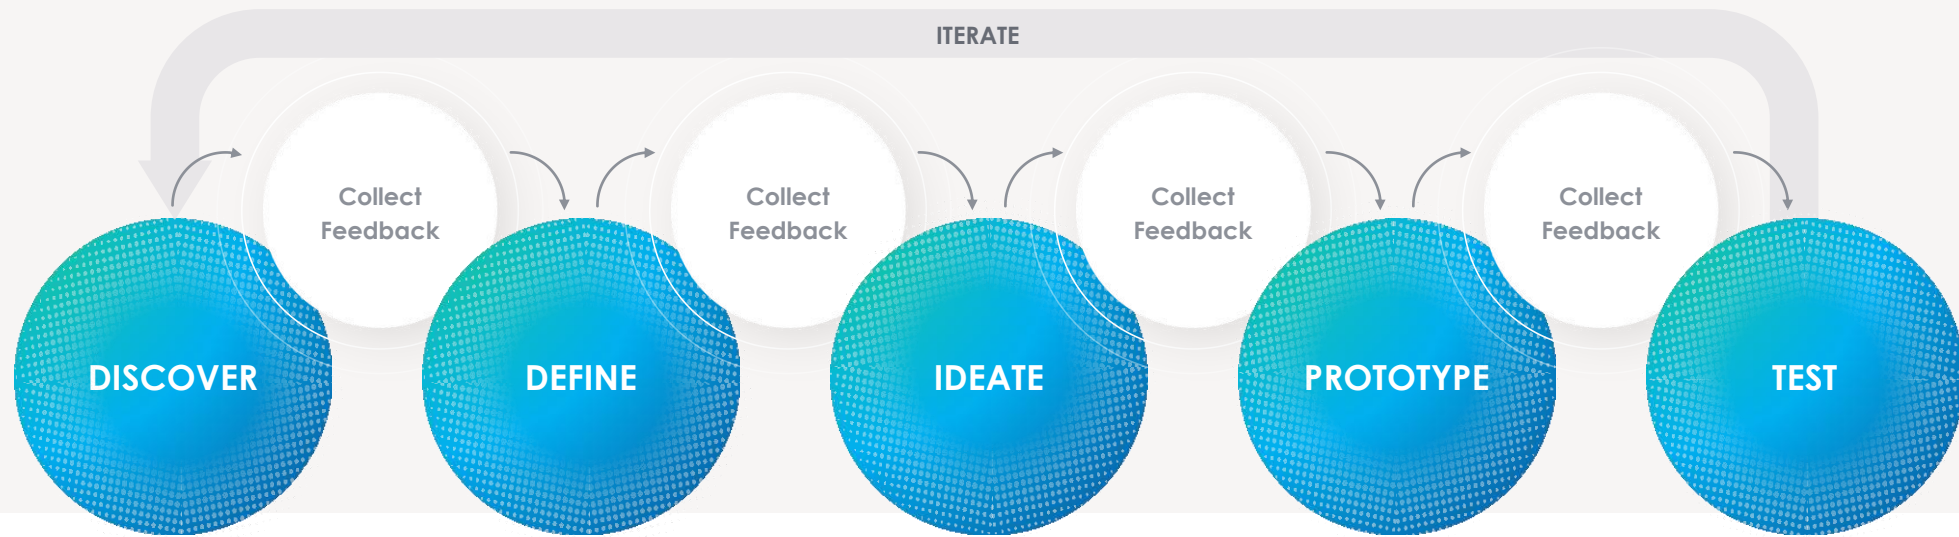 ITERATE
Collect
Feedback
Collect
Feedback
Collect
Feedback
Collect
Feedback
DISCOVER
DEFINE
IDEATE
PROTOTYPE
TEST